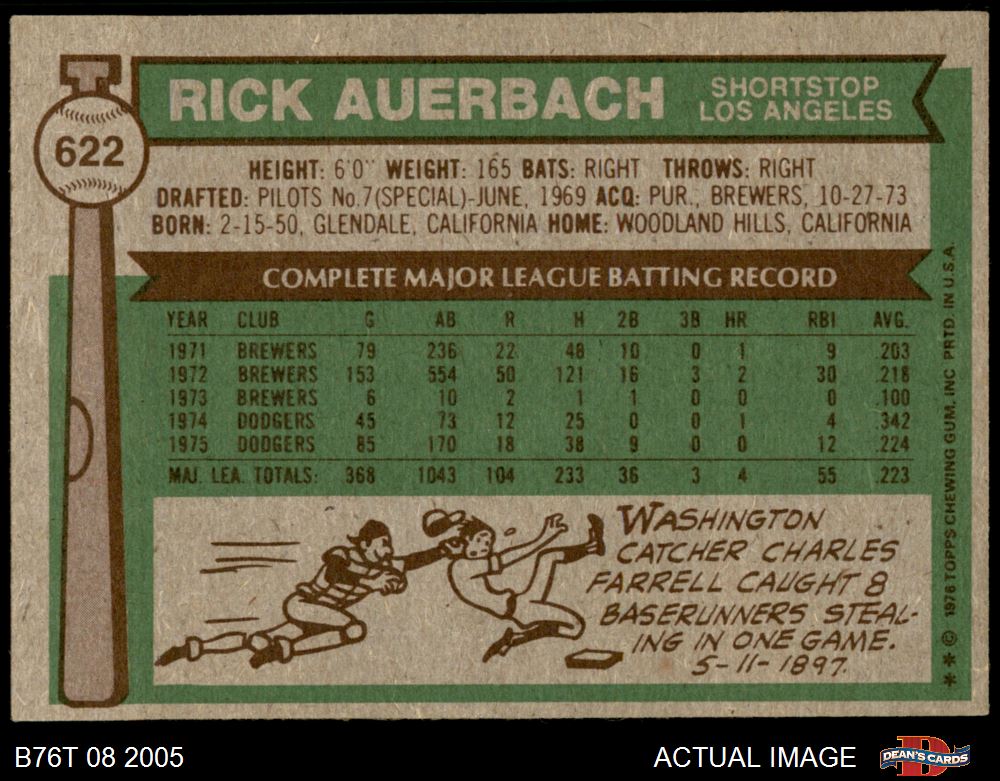 RICK AUERBACH
SHORTSTOP
LOS ANGELES
622
HEIGHT: 6'0" WEIGHT: 165 BATS: RIGHT THROWS: RIGHT
DRAFTED: PILOTS No.7(SPECIAL)-JUNE, 1969 ACQ: PUR., BREWERS, 10-27-73
BORN: 2-15-50, GLENDALE, CALIFORNIA HOME: WOODLAND HILLS, CALIFORNIA
COMPLETE MAJOR LEAGUE BATTING RECORD
YEAR CLUB G AB R H 2B 3B HR RBI AVG.
1971 BREWERS 79 236 22 48 10 0 1 9 .203
1972 BREWERS 153 554 50 121 16 3 2 30 .218
1973 BREWERS 6 10 2 1 1 0 0 0 .100
1974 DODGERS 45 73 12 25 0 0 1 4 .342
1975 DODGERS 85 170 18 38 9 0 0 12 .224
MAJ. LEA. TOTALS: 368 1043 104 233 36 3 4 55 .223
WASHINGTON
CATCHER CHARLES
FARRELL CAUGHT 8
BASERUNNERS STEAL-
ING IN ONE GAME.
5-11-1897.
** © 1976 TOPPS CHEWING GUM, INC PRTD. IN U.S.A.
B76T 08 2005
ACTUAL IMAGE
DEAN'S CARDS